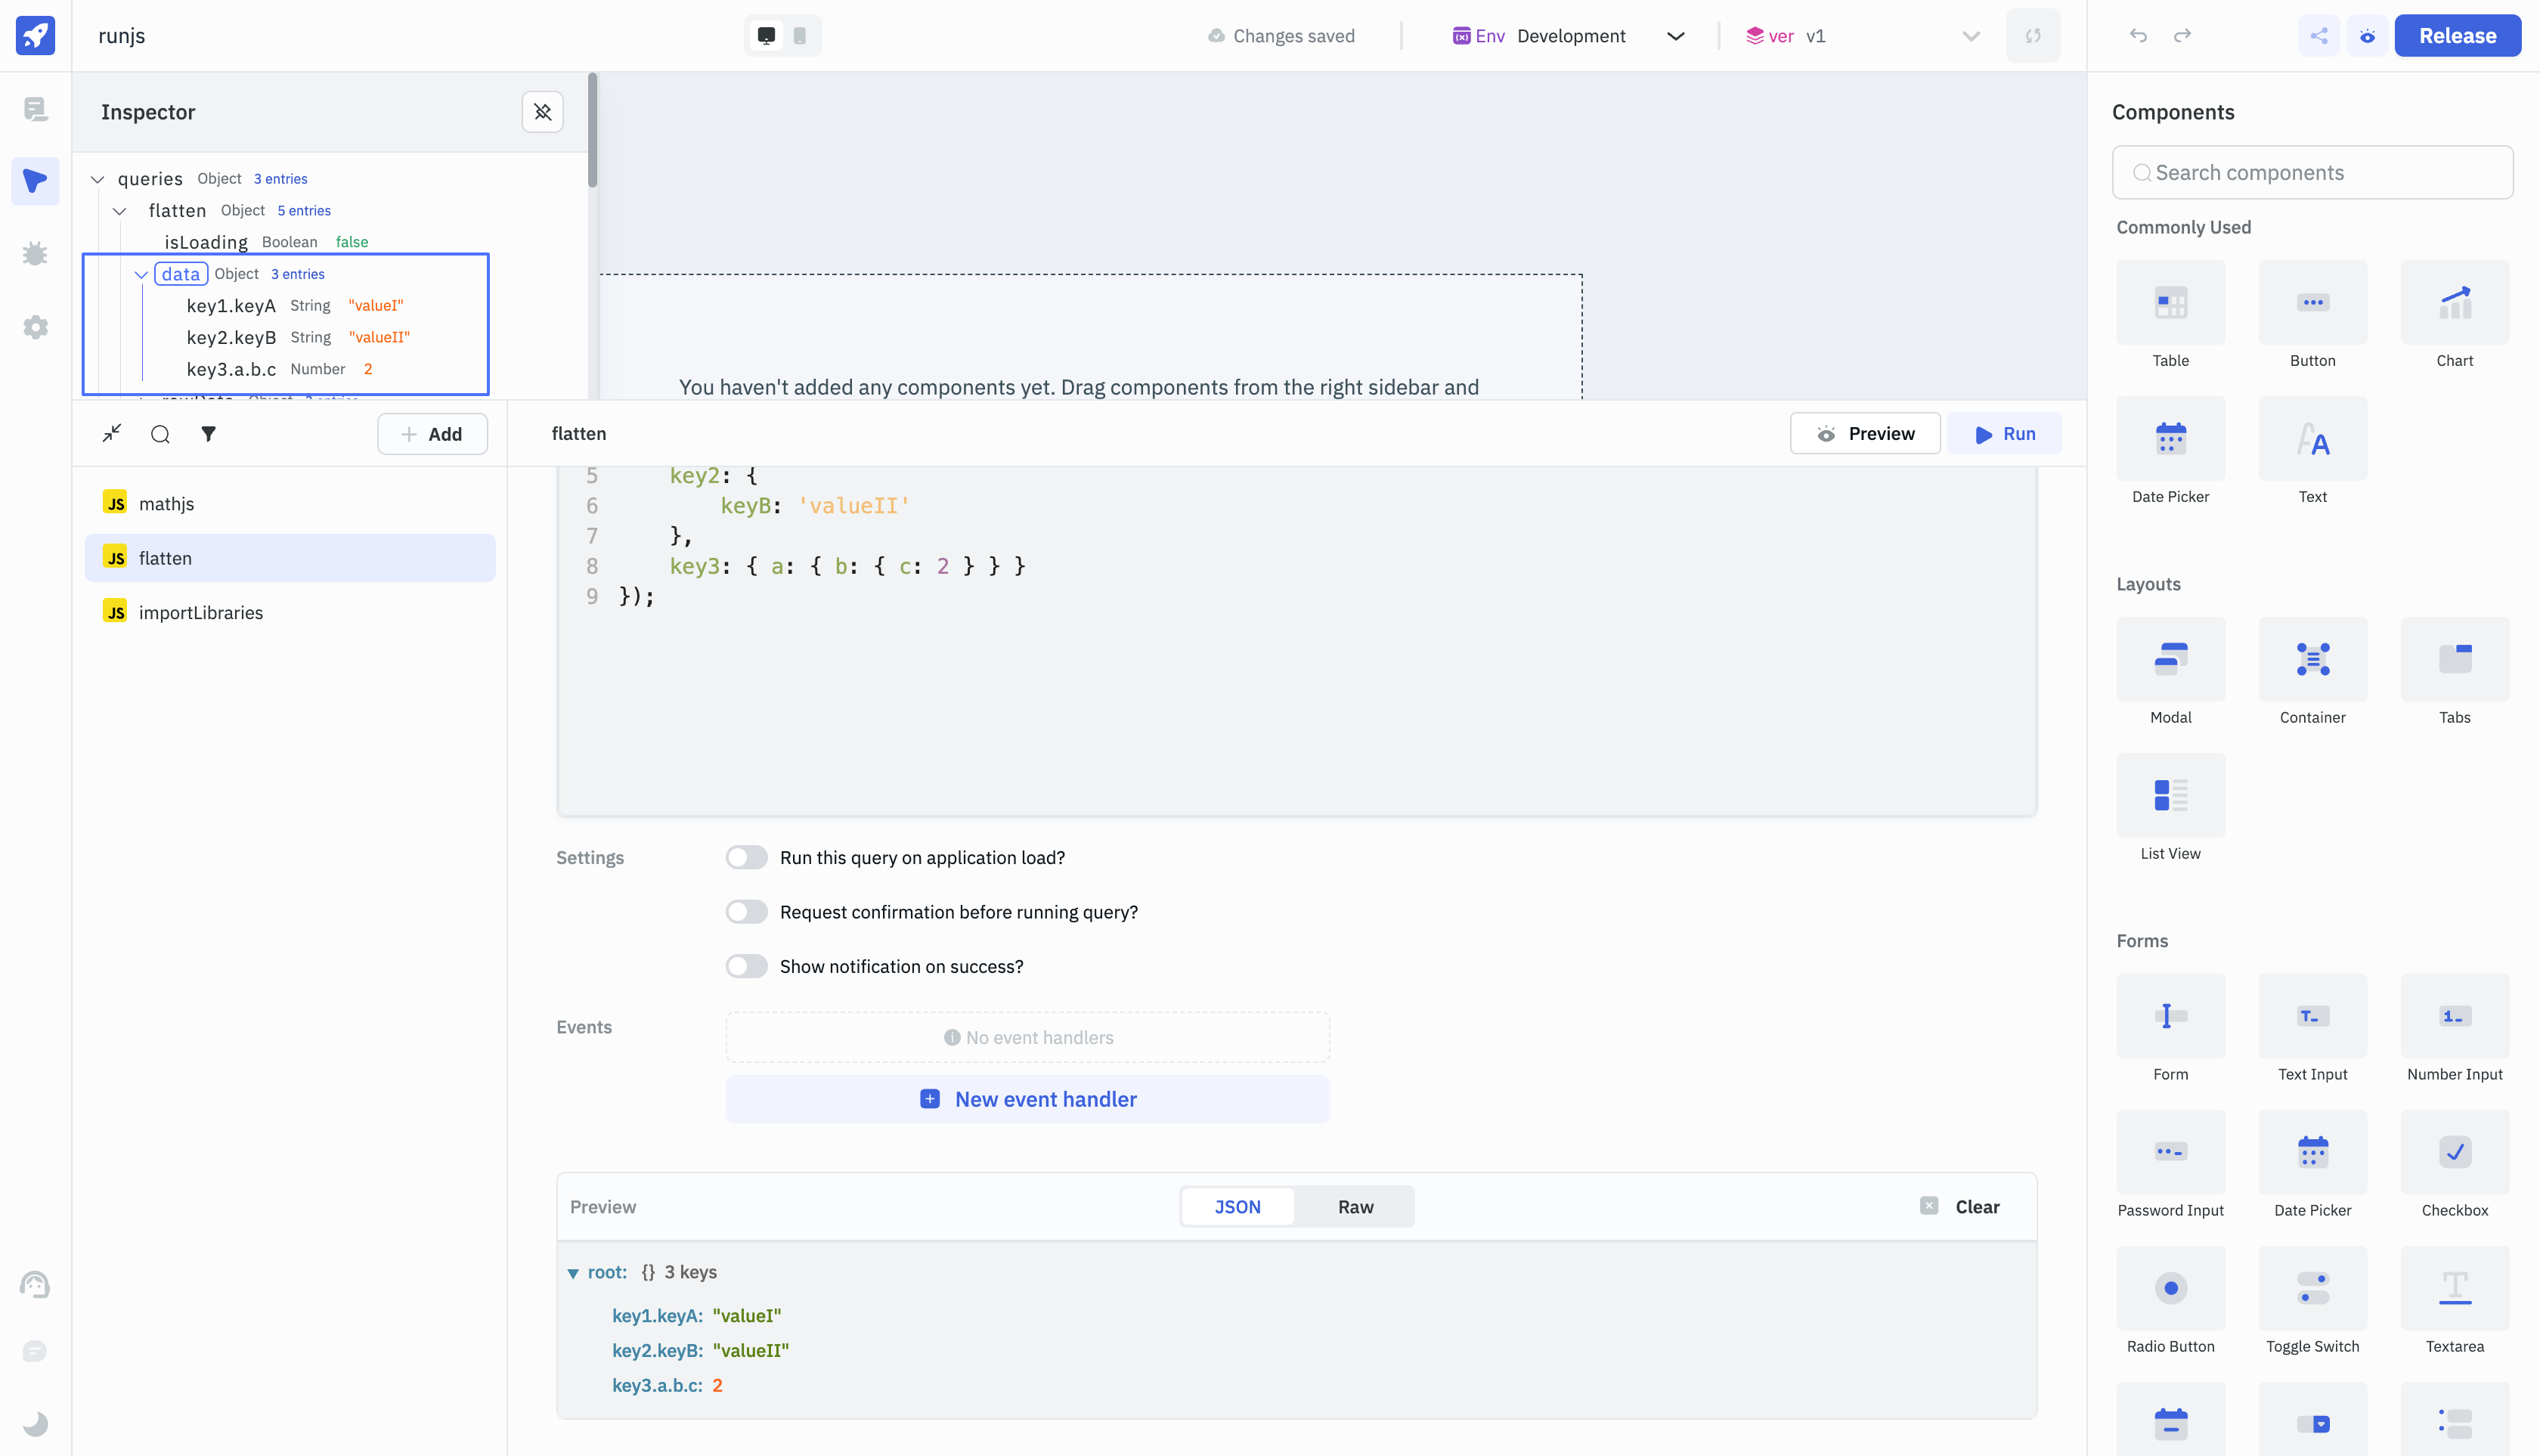 runjs
Changes saved
Env Development
ver v1
Release
Inspector
queries Object 3 entries
flatten Object 5 entries
isLoading Boolean false
data Object 3 entries
key1.keyA String "valueI"
key2.keyB String "valueII"
key3.a.b.c Number 2
You haven't added any components yet. Drag components from the right sidebar and
Add
mathjs
flatten
importLibraries
flatten
Preview
Run
5 key2: {
6 keyB: 'valueII'
7 },
8 key3: { a: { b: { c: 2 } } }
9 });
Settings
Run this query on application load?
Request confirmation before running query?
Show notification on success?
Events
No event handlers
New event handler
Preview
JSON
Raw
Clear
root: {} 3 keys
key1.keyA: "valueI"
key2.keyB: "valueII"
key3.a.b.c: 2
Components
Search components
Commonly Used
Table
Button
Chart
Date Picker
Text
Layouts
Modal
Container
Tabs
List View
Forms
Form
Text Input
Number Input
Password Input
Date Picker
Checkbox
Radio Button
Toggle Switch
Textarea